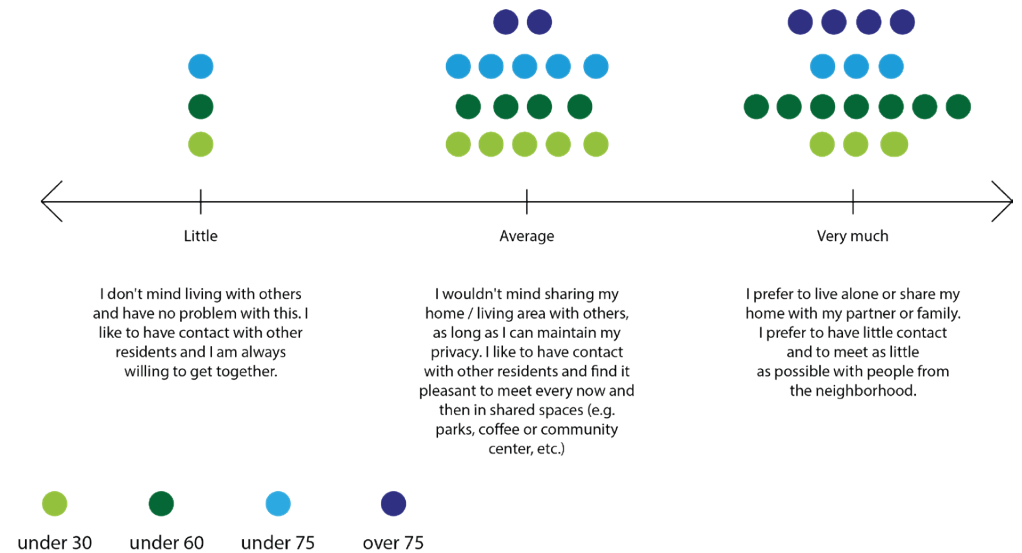 Little
Average
Very much
I don't mind living with others
and have no problem with this. I
like to have contact with other
residents and I am always
willing to get together.
I wouldn't mind sharing my
home / living area with others,
as long as I can maintain my
privacy. I like to have contact
with other residents and find it
pleasant to meet every now and
then in shared spaces (e.g.
parks, coffee or community
center, etc.)
I prefer to live alone or share my
home with my partner or family.
I prefer to have little contact
and to meet as little
as possible with people from
the neighborhood.
under 30
under 60
under 75
over 75